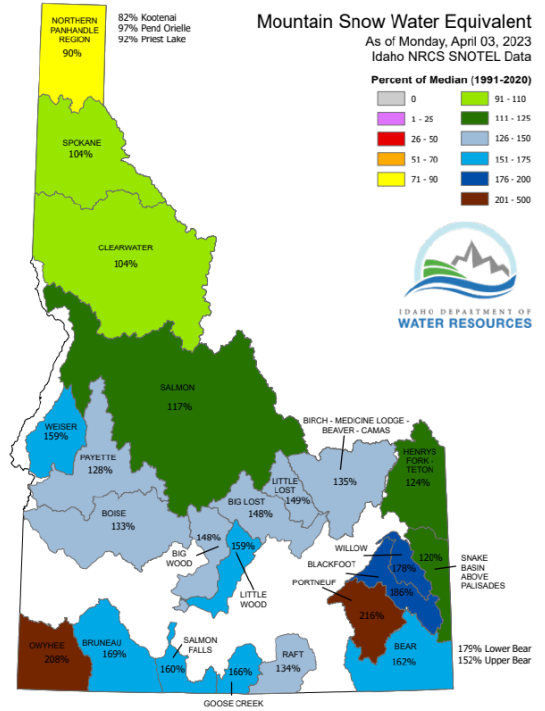 Mountain Snow Water Equivalent
As of Monday, April 03, 2023
Idaho NRCS SNOTEL Data
Percent of Median (1991-2020)
0
1 - 25
26 - 50
51 - 70
71 - 90
91 - 110
111 - 125
126 - 150
151 - 175
176 - 200
201 - 500
IDAHO DEPARTMENT OF
WATER RESOURCES
NORTHERN
PANHANDLE
REGION
90%
82% Kootenai
97% Pend Orielle
92% Priest Lake
SPOKANE
104%
CLEARWATER
104%
SALMON
117%
WEISER
159%
PAYETTE
128%
BOISE
133%
BIRCH - MEDICINE LODGE -
BEAVER - CAMAS
135%
HENRYS
FORK -
TETON
124%
LITTLE
LOST
149%
BIG LOST
148%
148%
BIG
WOOD
159%
LITTLE
WOOD
WILLOW
178%
BLACKFOOT
186%
PORTNEUF
216%
120%
SNAKE
BASIN
ABOVE
PALISADES
OWYHEE
208%
BRUNEAU
169%
SALMON
FALLS
160%
166%
GOOSE CREEK
RAFT
134%
BEAR
162%
179% Lower Bear
152% Upper Bear